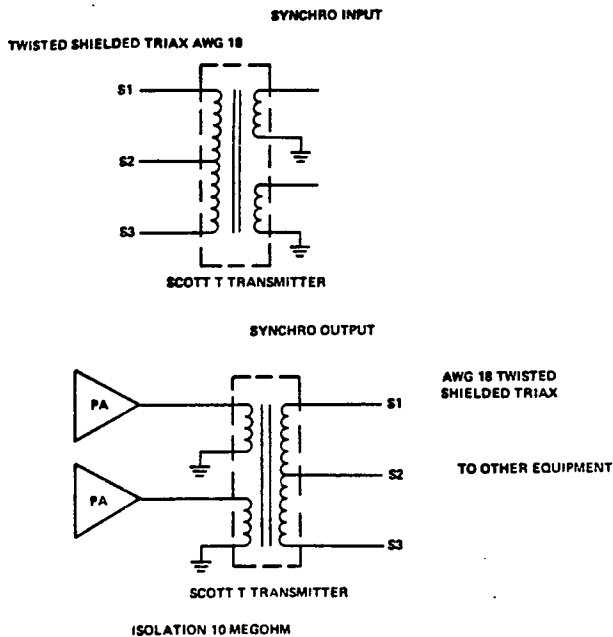 SYNCHRO INPUT
TWISTED SHIELDED TRIAX AWG 18
S1
S2
S3
SCOTT T TRANSMITTER
SYNCHRO OUTPUT
PA
PA
S1
S2
S3
AWG 18 TWISTED
SHIELDED TRIAX
TO OTHER EQUIPMENT
SCOTT T TRANSMITTER
ISOLATION 10 MEGOHM